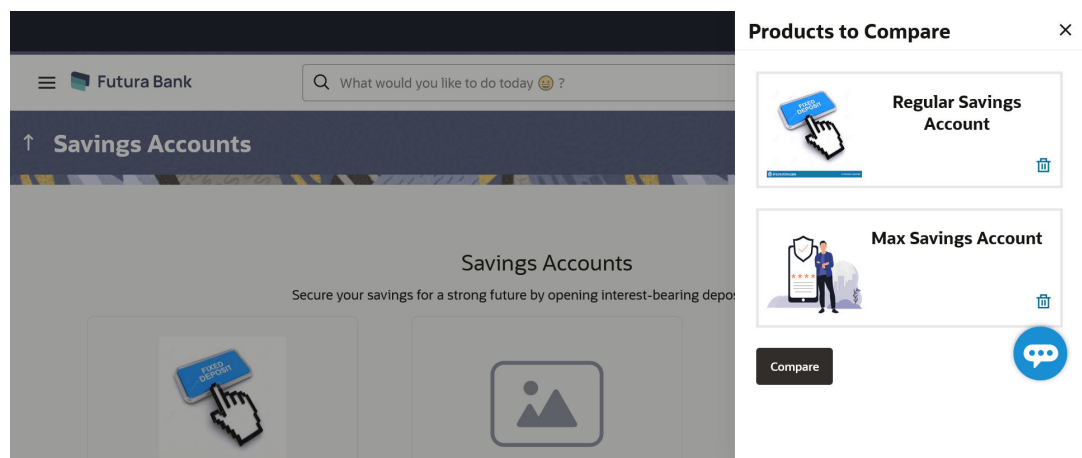 Products to Compare
Futura Bank
What would you like to do today 😀 ?
Savings Accounts
Savings Accounts
Secure your savings for a strong future by opening interest-bearing depos
FIXED
DEPOSIT
FIXED
DEPOSIT
Regular Savings
Account
Max Savings Account
Compare